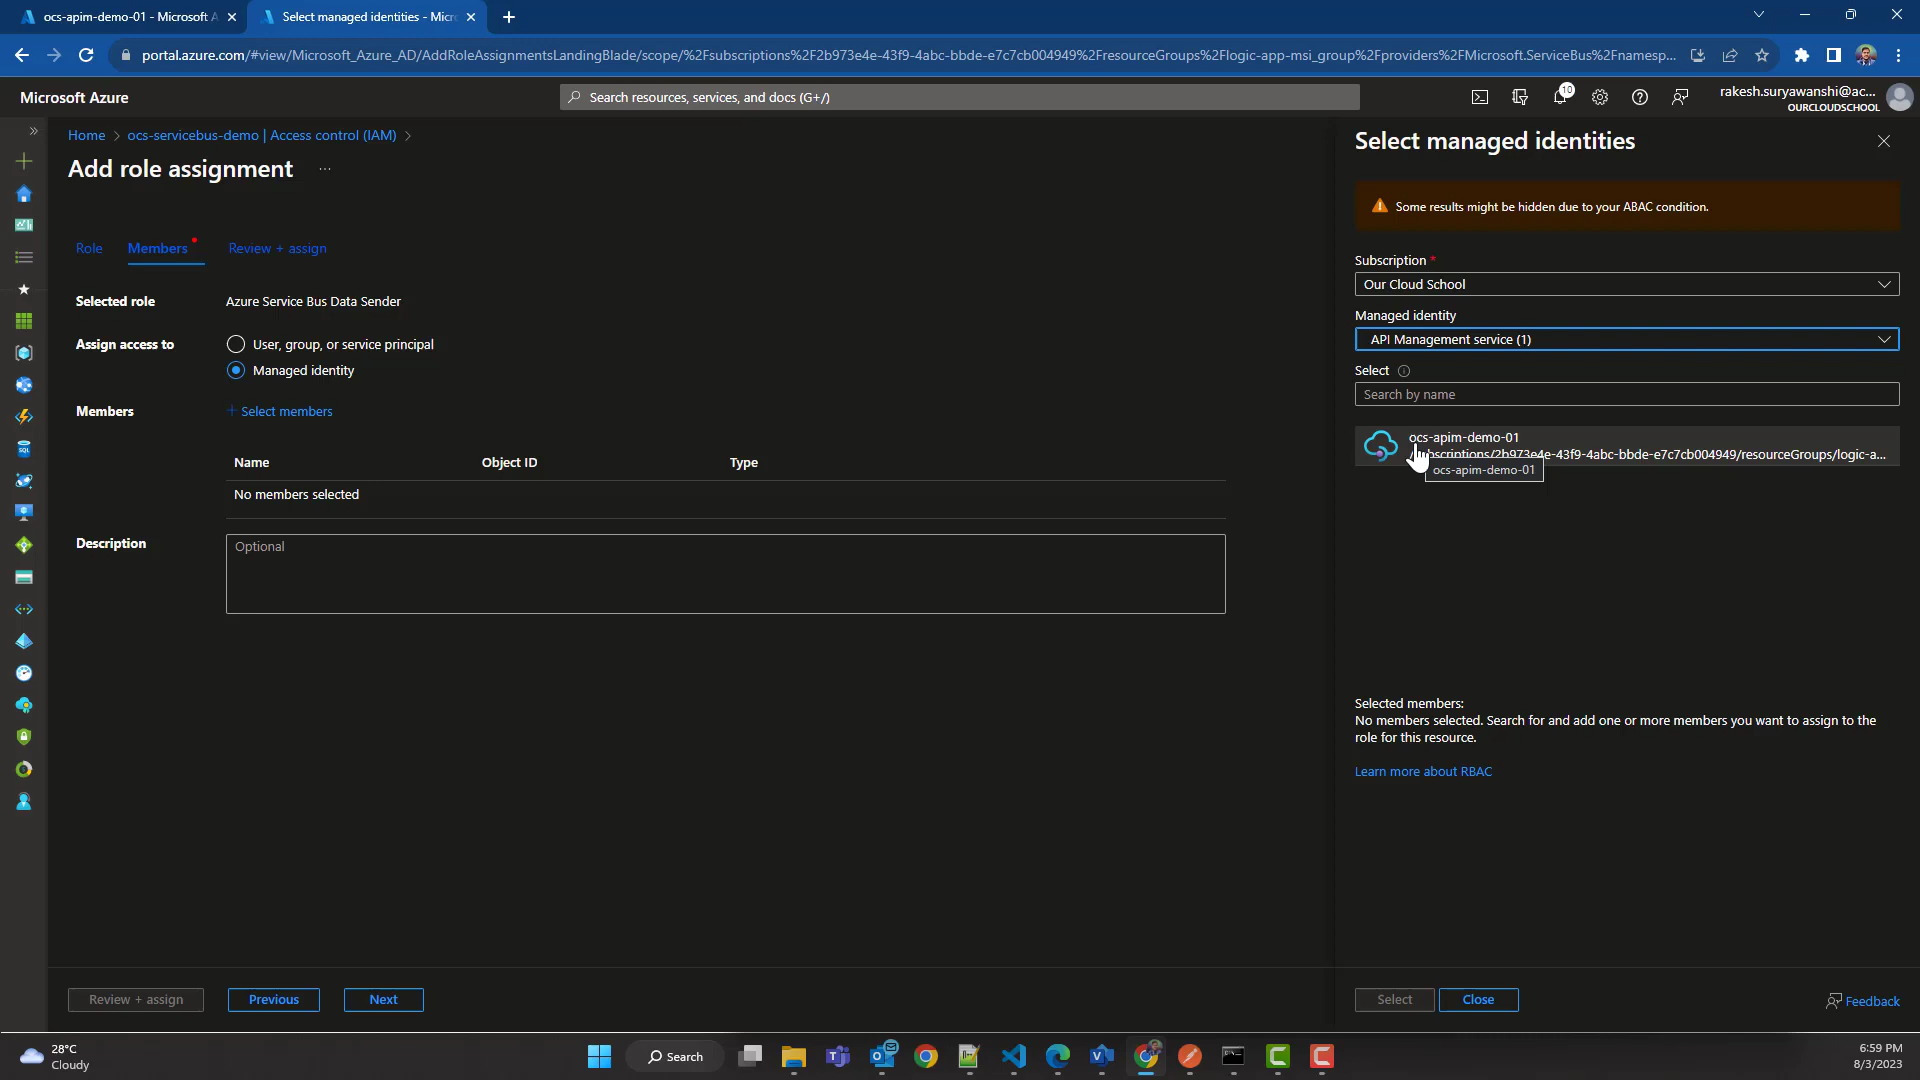 ocs-apim-demo-01 - Microsoft A
Select managed identities - Micr
portal.azure.com/#view/Microsoft_Azure_AD/AddRoleAssignmentsLandingBlade/scope/%2Fsubscriptions%2F2b973e4e-43f9-4abc-bbde-e7c7cb004949%2FresourceGroups%2Flogic-app-msi_group%2Fproviders%2FMicrosoft.ServiceBus%2Fnamesp...
Microsoft Azure
Search resources, services, and docs (G+/)
10
rakesh.suryawanshi@ac...
OURCLOUDSCHOOL
Home > ocs-servicebus-demo | Access control (IAM) >
Add role assignment ...
Role
Members
Review + assign
Selected role
Azure Service Bus Data Sender
Assign access to
User, group, or service principal
Managed identity
Members
+ Select members
Name
Object ID
Type
No members selected
Description
Optional
Review + assign
Previous
Next
Select managed identities
Some results might be hidden due to your ABAC condition.
Subscription *
Our Cloud School
Managed identity
API Management service (1)
Select
Search by name
ocs-apim-demo-01
/subscriptions/2b973e4e-43f9-4abc-bbde-e7c7cb004949/resourceGroups/logic-a...
ocs-apim-demo-01
Selected members:
No members selected. Search for and add one or more members you want to assign to the
role for this resource.
Learn more about RBAC
Select
Close
Feedback
28°C
Cloudy
Search
6:59 PM
8/3/2023